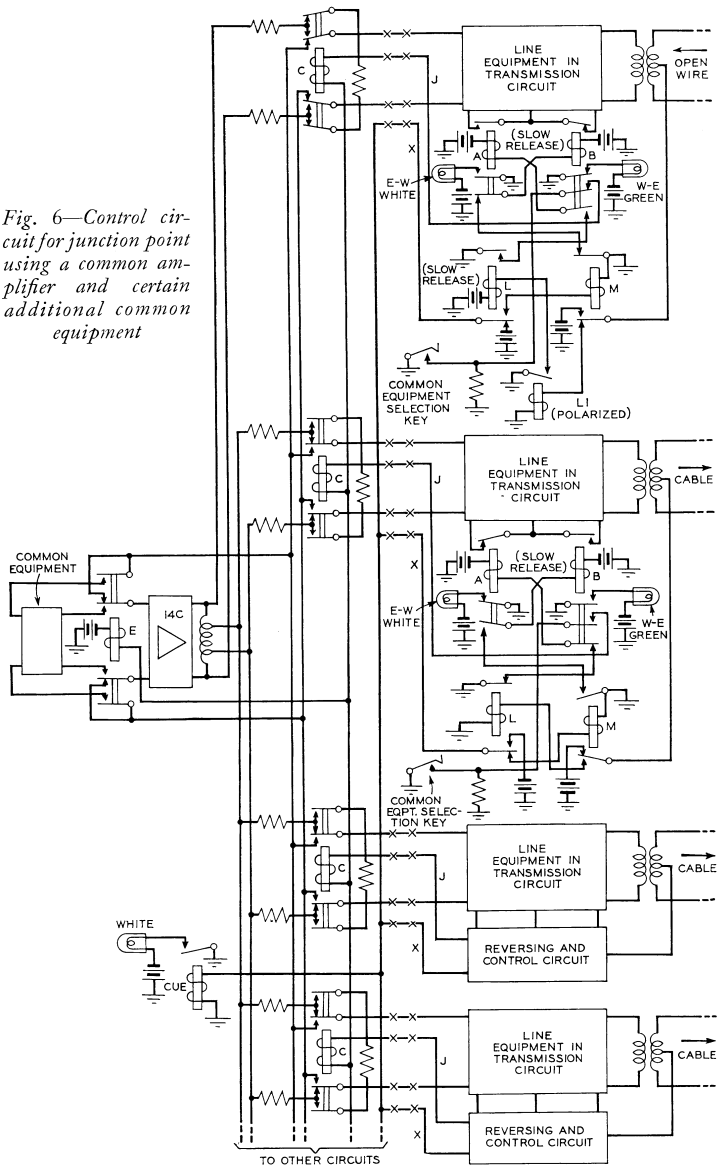 Fig. 6—Control cir-
cuit for junction point
using a common am-
plifier and certain
additional common
equipment
C
J
X
LINE
EQUIPMENT IN
TRANSMISSION
CIRCUIT
OPEN
WIRE
(SLOW
RELEASE)
A
B
E-W
WHITE
W-E
GREEN
(SLOW
RELEASE)
L
M
COMMON
EQUIPMENT
SELECTION
KEY
L1
(POLARIZED)
C
J
X
LINE
EQUIPMENT IN
TRANSMISSION
CIRCUIT
CABLE
(SLOW
RELEASE)
A
B
E-W
WHITE
W-E
GREEN
L
M
COMMON
EQPT. SELEC-
TION KEY
COMMON
EQUIPMENT
E
14C
C
J
X
LINE
EQUIPMENT IN
TRANSMISSION
CIRCUIT
CABLE
REVERSING AND
CONTROL CIRCUIT
WHITE
CUE
C
J
X
LINE
EQUIPMENT IN
TRANSMISSION
CIRCUIT
CABLE
REVERSING AND
CONTROL CIRCUIT
TO OTHER CIRCUITS